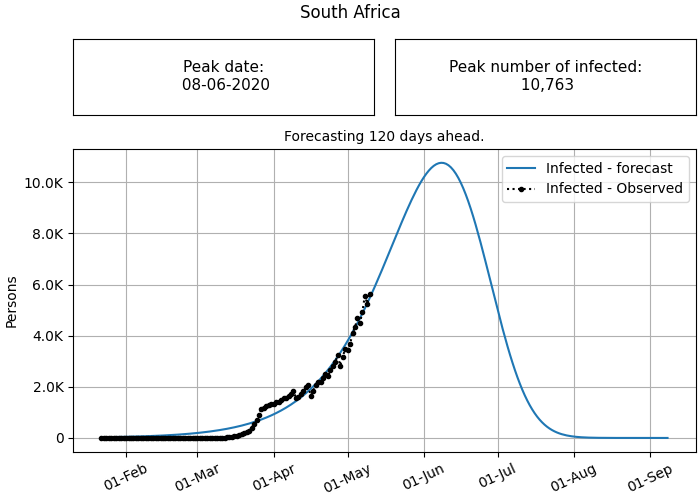 South Africa
Peak date:
08-06-2020
Peak number of infected:
10,763
Forecasting 120 days ahead.
Infected - forecast
Infected - Observed
Persons
10.0K
8.0K
6.0K
4.0K
2.0K
0
01-Feb
01-Mar
01-Apr
01-May
01-Jun
01-Jul
01-Aug
01-Sep